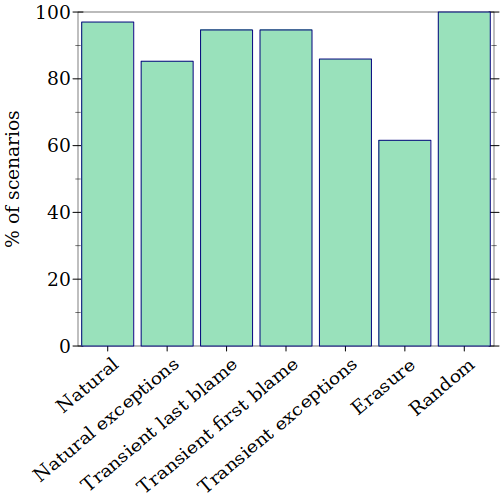 % of scenarios
100
80
60
40
20
0
Natural
Natural exceptions
Transient last blame
Transient first blame
Transient exceptions
Erasure
Random